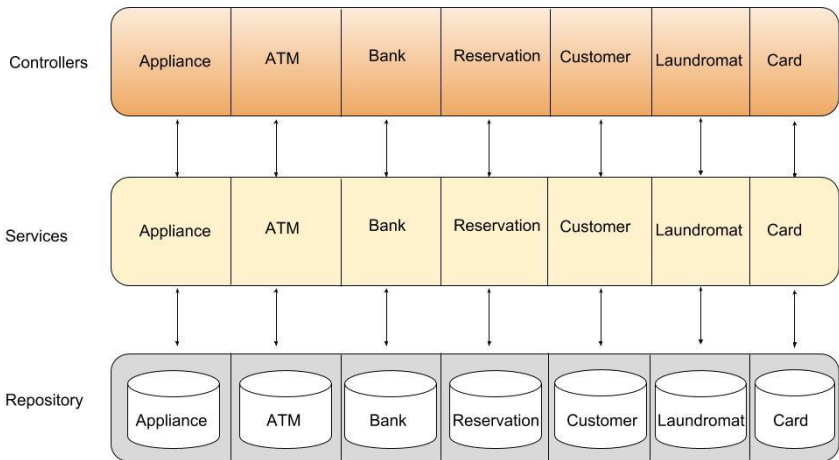 Controllers
Appliance ATM Bank Reservation Customer Laundromat Card
Services
Appliance ATM Bank Reservation Customer Laundromat Card
Repository
Appliance ATM Bank Reservation Customer Laundromat Card